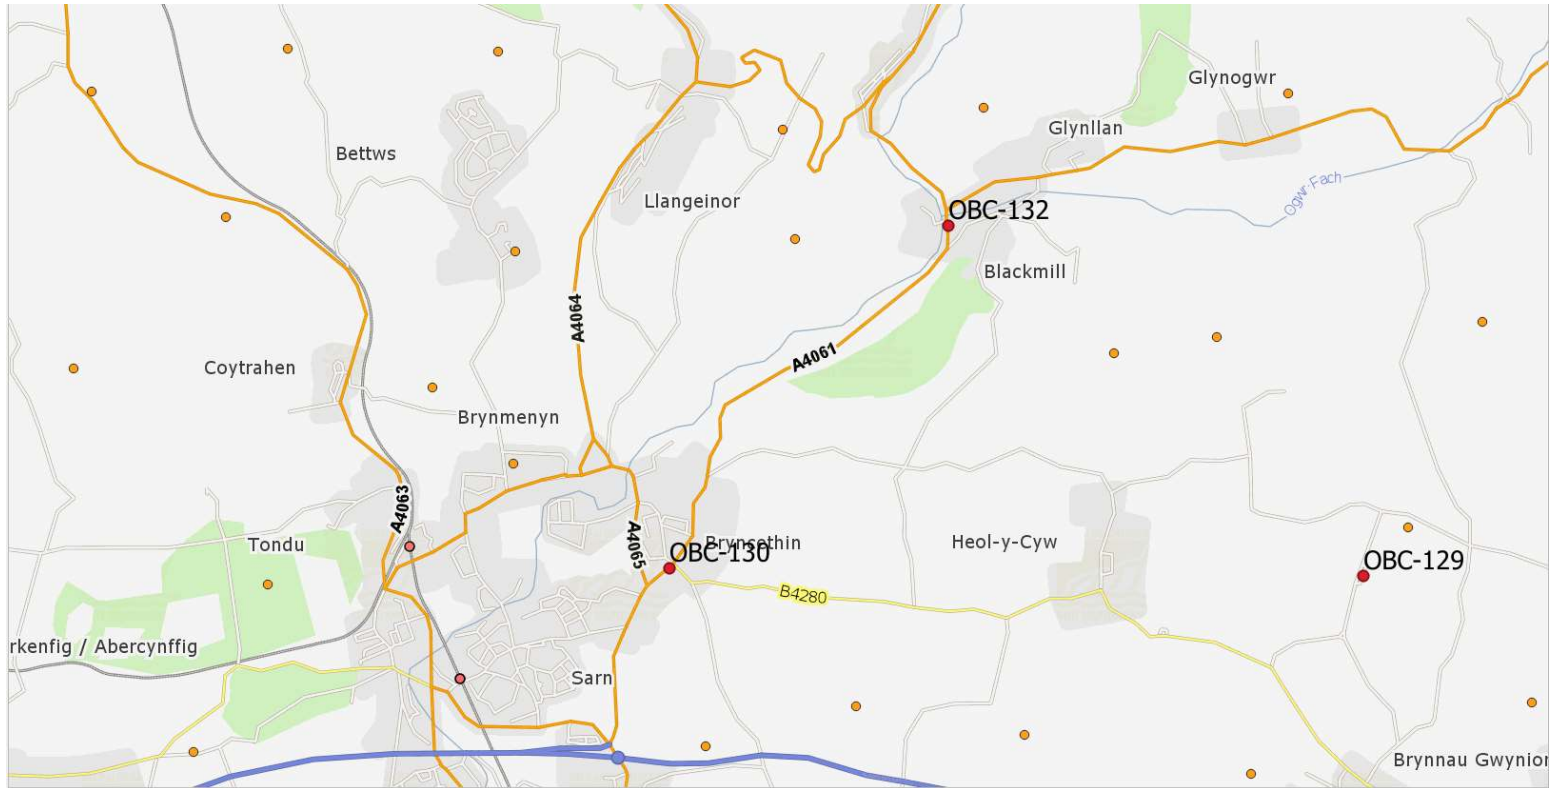 Glynogwr
Glynllan
Bettws
Ogwr Fach
Llangeinor
OBC-132
Blackmill
A4064
A4061
Coytrahen
Brynmenyn
A4063
A4065
Tondu
Bryncethin
OBC-130
Heol-y-Cyw
OBC-129
B4280
rkenfig / Abercynffig
Sarn
Brynnau Gwynion